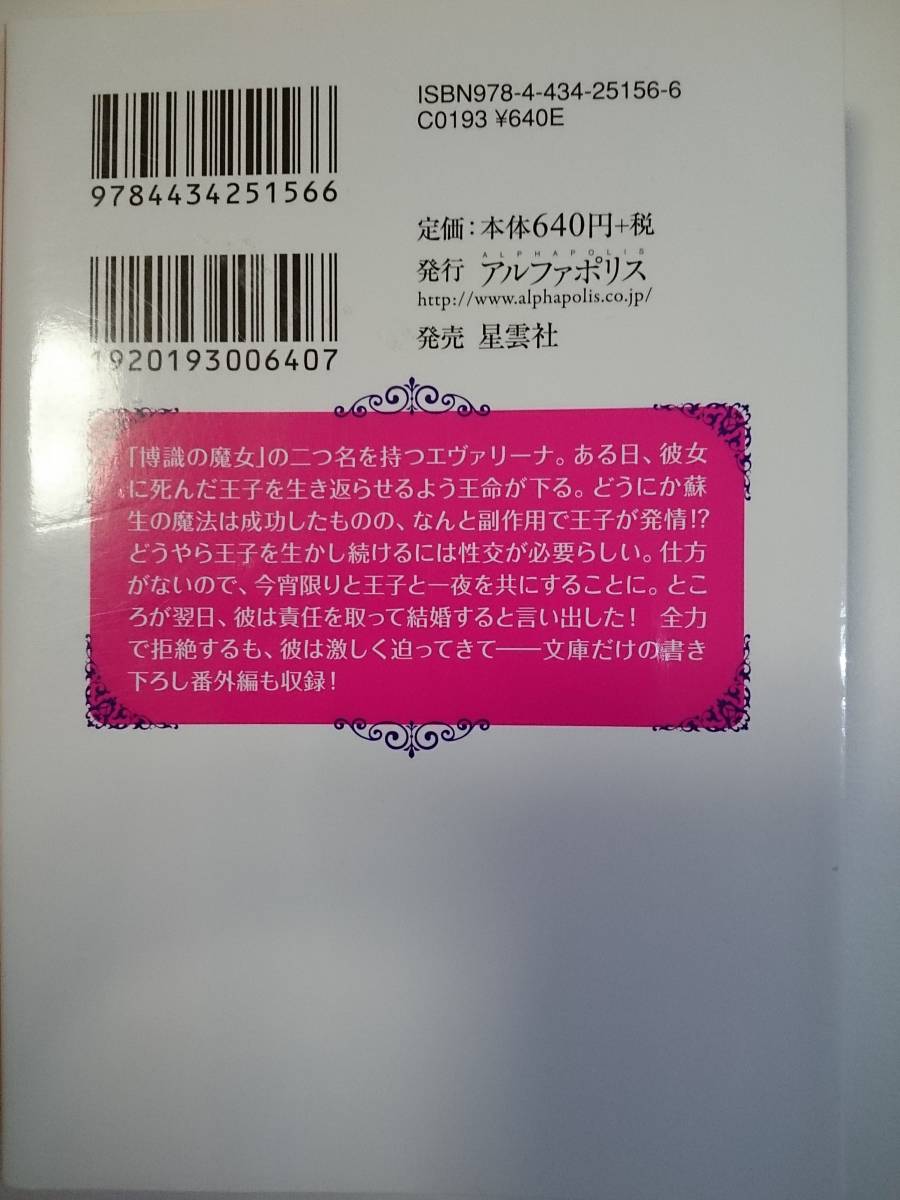 ISBN978-4-434-25156-6
C0193 ¥640E
9784434251566
定価：本体640円+税
ALPHAPOLIS
発行 アルファポリス
http://www.alphapolis.co.jp/
発売 星雲社
1920193006407
「博識の魔女」の二つ名を持つエヴァリーナ。ある日、彼女
に死んだ王子を生き返らせるよう王命が下る。どうにか蘇
生の魔法は成功したものの、なんと副作用で王子が発情!?
どうやら王子を生かし続けるには性交が必要らしい。仕方
がないので、今宵限りと王子と一夜を共にすることに。とこ
ろが翌日、彼は責任を取って結婚すると言い出した！　全力
で拒絶するも、彼は激しく迫ってきて――文庫だけの書き
下ろし番外編も収録！